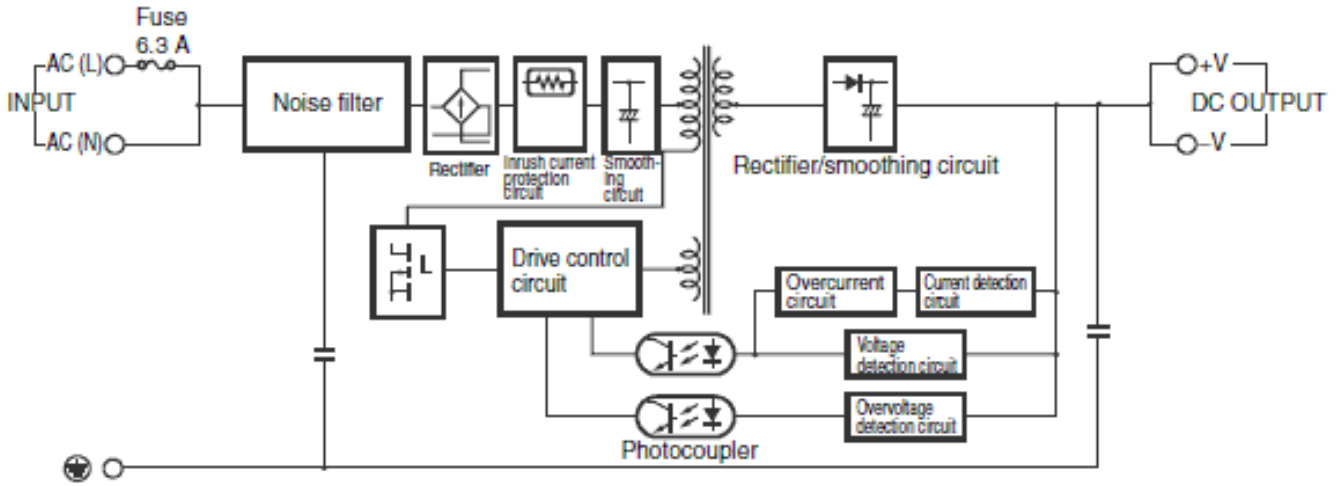 Fuse
6.3 A
AC (L)
INPUT
AC (N)
Noise filter
Rectifier
Inrush current
protection
circuit
Smooth-
ing
circuit
Rectifier/smoothing circuit
+V
DC OUTPUT
–V
L
Drive control
circuit
Overcurrent
circuit
Current detection
circuit
Voltage
detection circuit
Overvoltage
detection circuit
Photocoupler